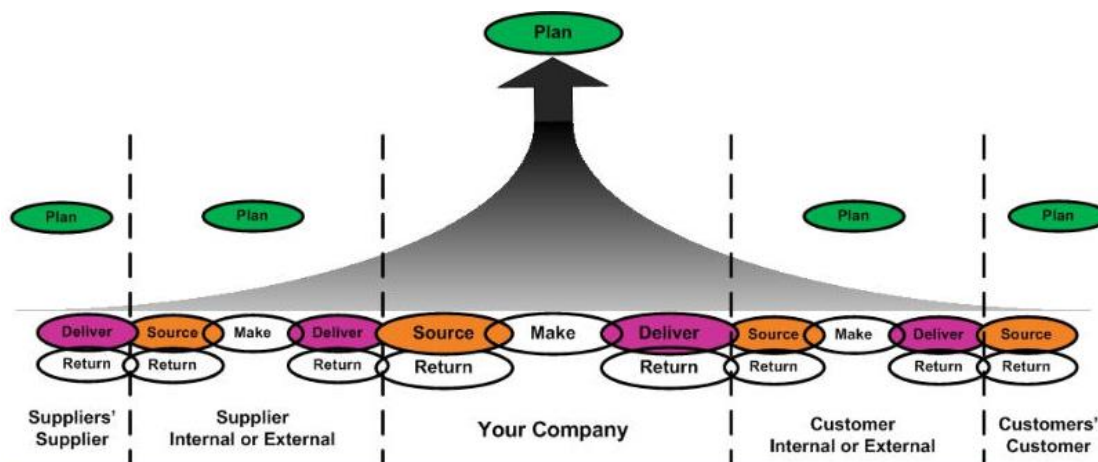 Plan
Plan
Plan
Plan
Plan
Deliver Source Make Deliver Source Make Deliver Source Make Deliver Source
Return Return Return Return Return Return Return Return
Suppliers'
Supplier
Supplier
Internal or External
Your Company
Customer
Internal or External
Customers'
Customer